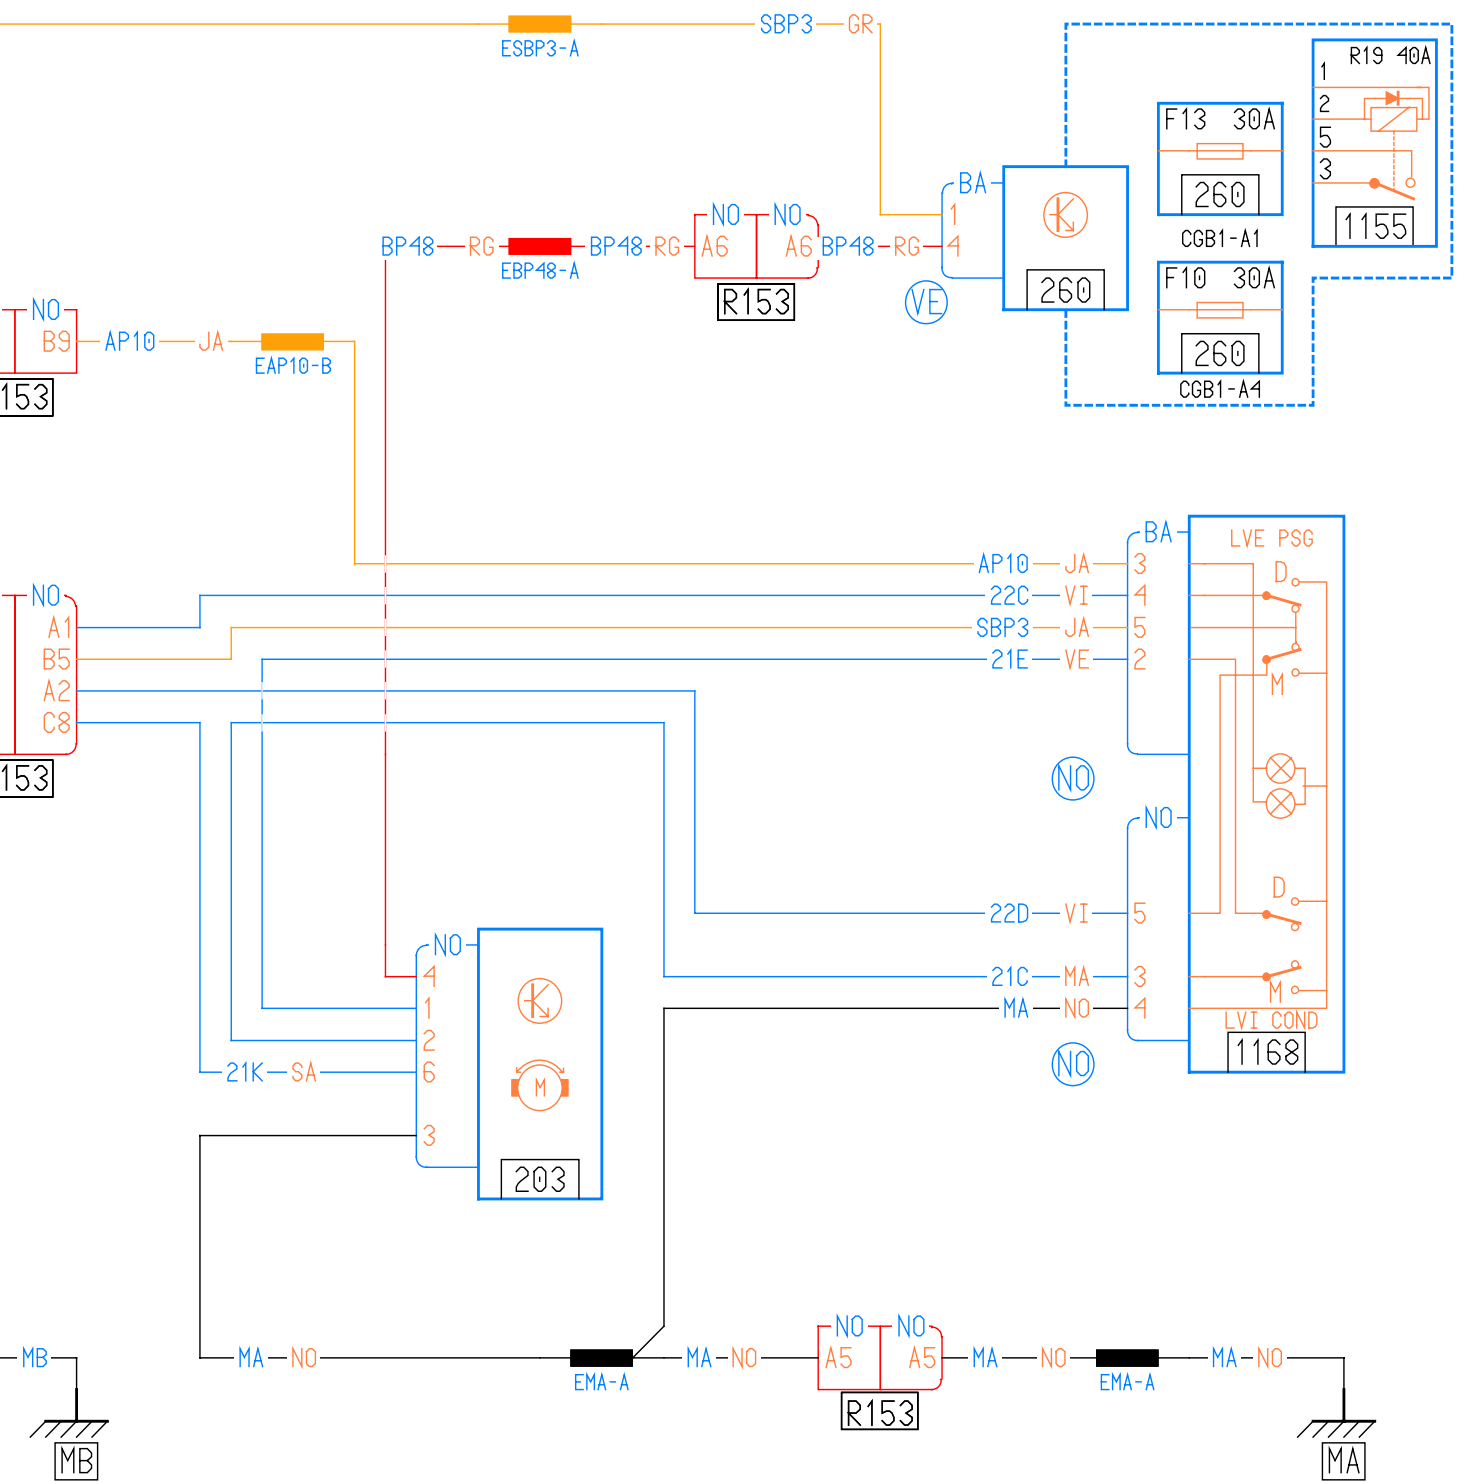 SBP3 GR
ESBP3-A
R19 40A
1
2
5
3
1155
F13 30A
260
CGB1-A1
F10 30A
260
CGB1-A4
BA
1
4
260
VE
NO NO
BP48 RG BP48 RG A6 A6 BP48 RG
EBP48-A
R153
NO
B9 AP10 JA
EAP10-B
153
BA LVE PSG
AP10 JA 3 D
NO 22C VI 4
A1 SBP3 JA 5
B5 21E VE 2
A2 M
C8
153
NO
NO
D
22D VI 5
NO
4 21C MA 3 M
1 MA NO 4
LVI COND
2 1168
21K SA 6 NO
M
3
203
NO NO
MB MA NO MA NO A5 A5 MA NO MA NO
EMA-A EMA-A
R153
MB MA